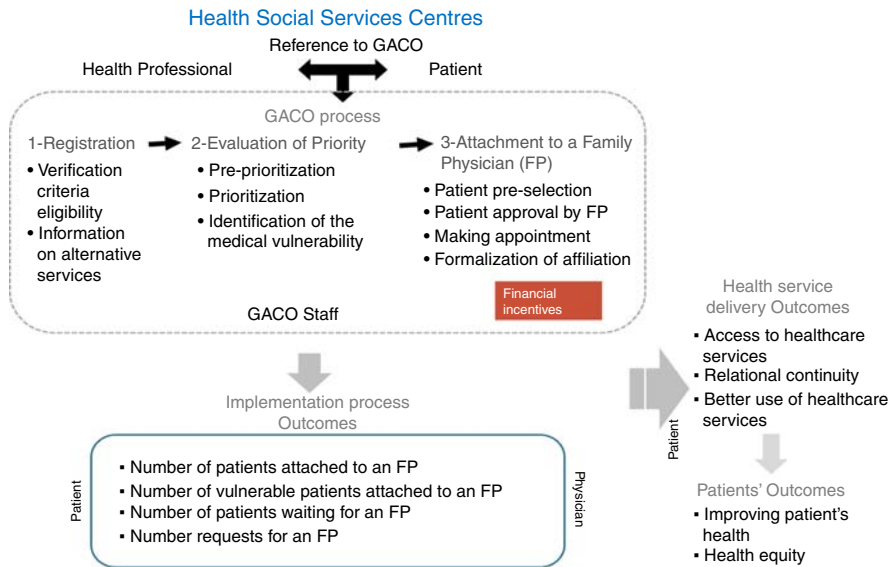 Health Social Services Centres
Reference to GACO
Health Professional
Patient
GACO process
1-Registration
• Verification
criteria
eligibility
• Information
on alternative
services
2-Evaluation of Priority
• Pre-prioritization
• Prioritization
• Identification of the
medical vulnerability
3-Attachment to a Family
Physician (FP)
• Patient pre-selection
• Patient approval by FP
• Making appointment
• Formalization of affiliation
Financial
incentives
GACO Staff
Implementation process
Outcomes
Patient
▪ Number of patients attached to an FP
▪ Number of vulnerable patients attached to an FP
▪ Number of patients waiting for an FP
▪ Number requests for an FP
Physician
Patient
Health service
delivery Outcomes
▪ Access to healthcare
services
▪ Relational continuity
▪ Better use of healthcare
services
Patients' Outcomes
▪ Improving patient's
health
▪ Health equity